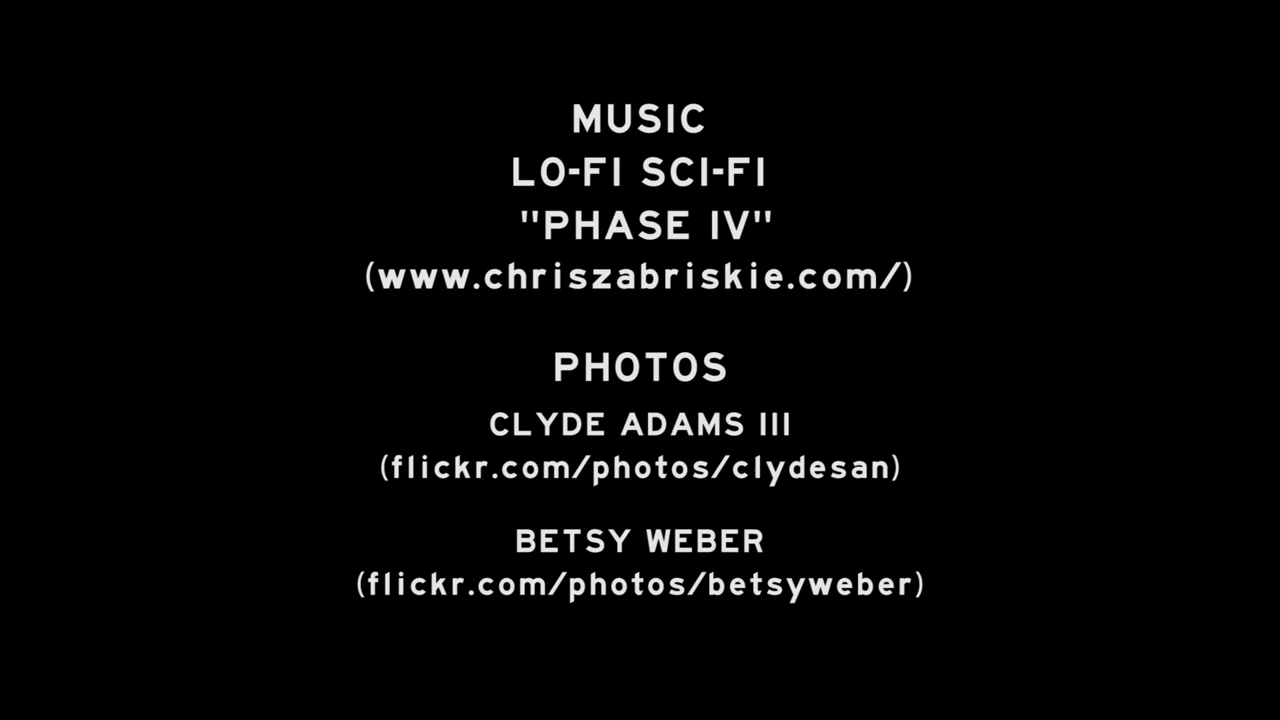 MUSIC
LO-FI SCI-FI
"PHASE IV"
(www.chriszabriskie.com/)
PHOTOS
CLYDE ADAMS III
(flickr.com/photos/clydesan)
BETSY WEBER
(flickr.com/photos/betsyweber)